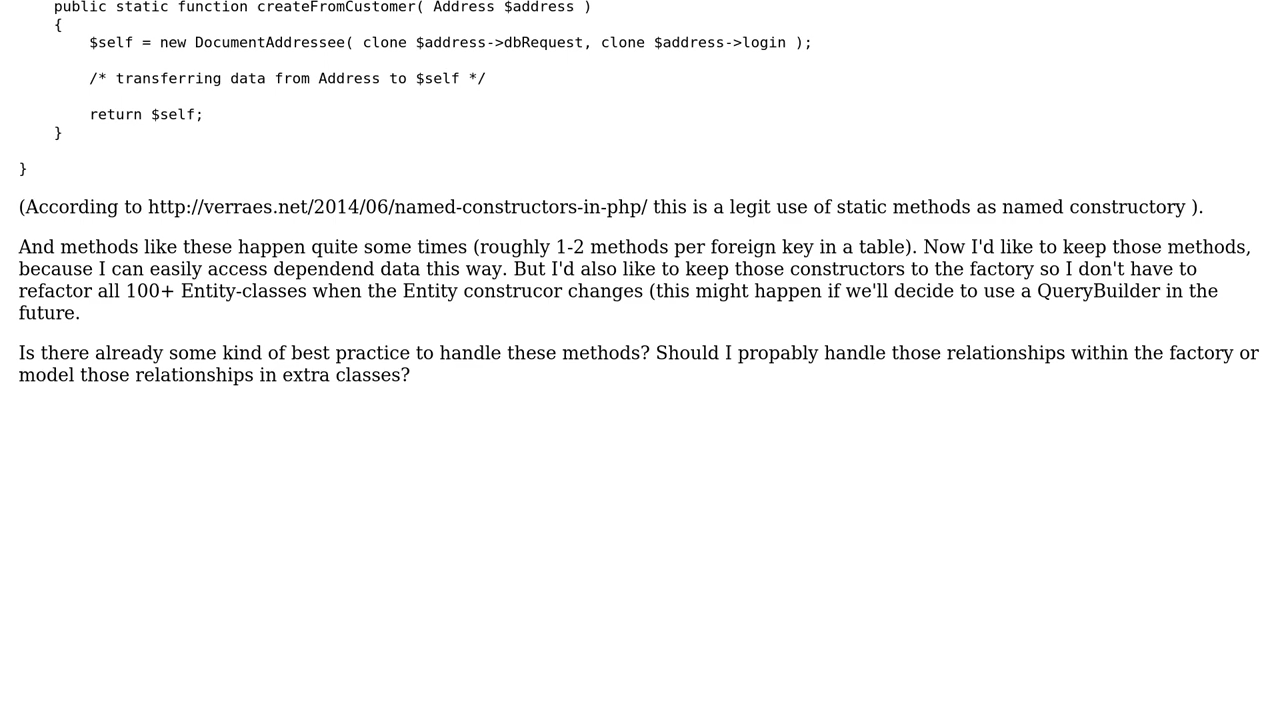 public static function createFromCustomer( Address $address )
{
$self = new DocumentAddressee( clone $address->dbRequest, clone $address->login );
/* transferring data from Address to $self */
return $self;
}
}
(According to http://verraes.net/2014/06/named-constructors-in-php/ this is a legit use of static methods as named constructory ).
And methods like these happen quite some times (roughly 1-2 methods per foreign key in a table). Now I'd like to keep those methods,
because I can easily access dependend data this way. But I'd also like to keep those constructors to the factory so I don't have to
refactor all 100+ Entity-classes when the Entity construcor changes (this might happen if we'll decide to use a QueryBuilder in the
future.
Is there already some kind of best practice to handle these methods? Should I propably handle those relationships within the factory or
model those relationships in extra classes?